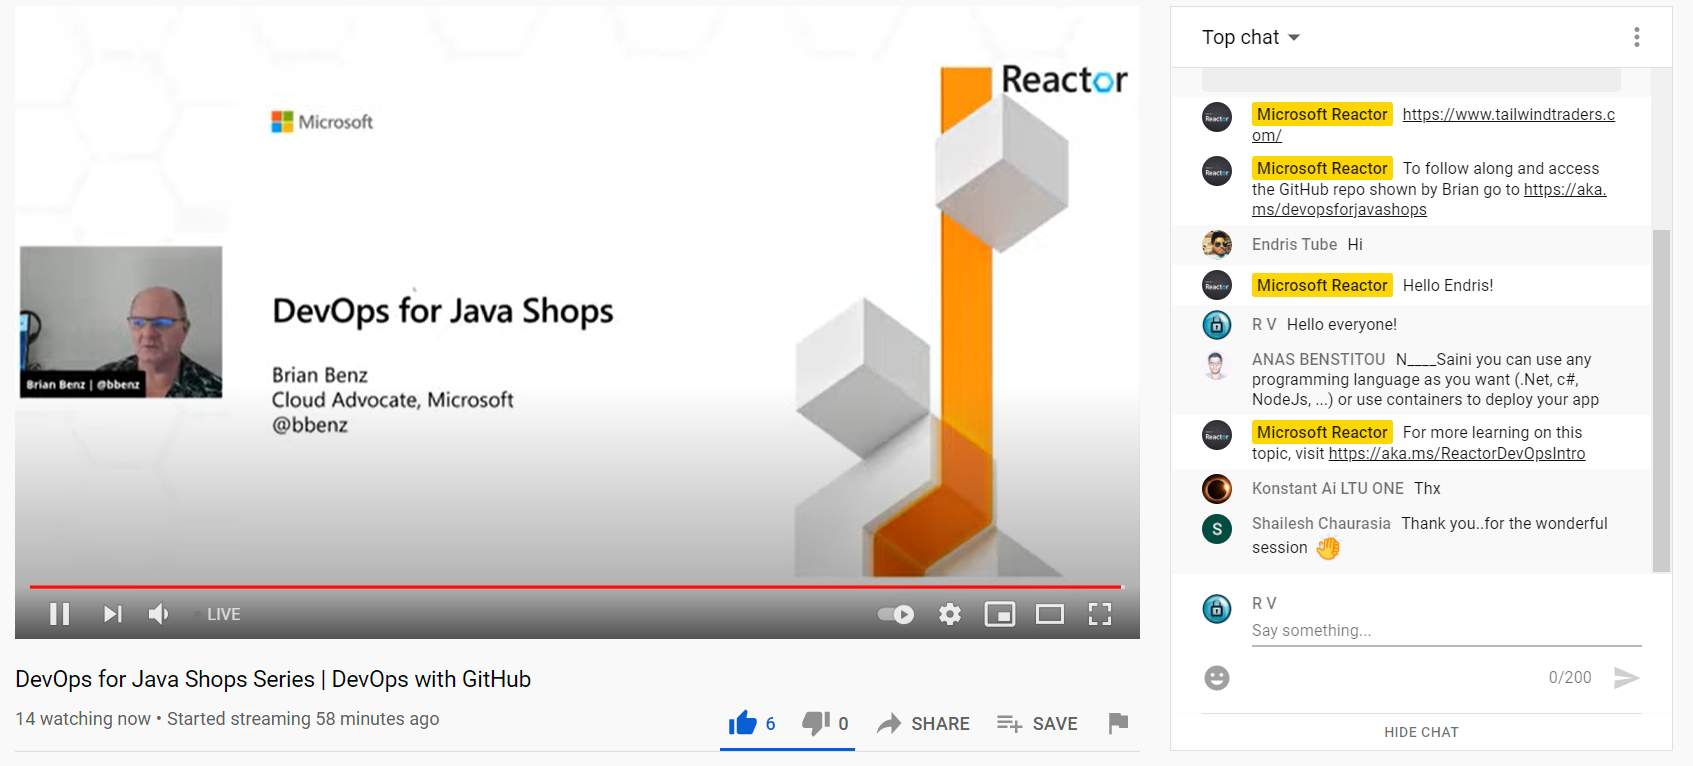 Reactor
Microsoft
DevOps for Java Shops
Brian Benz
Cloud Advocate, Microsoft
@bbenz
Brian Benz | @bbenz
LIVE
DevOps for Java Shops Series | DevOps with GitHub
14 watching now • Started streaming 58 minutes ago
6
0
SHARE
SAVE
Top chat
Microsoft Reactor https://www.tailwindtraders.c
om/
Microsoft Reactor To follow along and access
the GitHub repo shown by Brian go to https://aka.
ms/devopsforjavashops
Endris Tube Hi
Microsoft Reactor Hello Endris!
R V Hello everyone!
ANAS BENSTITOU N____Saini you can use any
programming language as you want (.Net, c#,
NodeJs, ...) or use containers to deploy your app
Microsoft Reactor For more learning on this
topic, visit https://aka.ms/ReactorDevOpsIntro
Konstant Ai LTU ONE Thx
S
Shailesh Chaurasia Thank you..for the wonderful
session
R V
Say something...
0/200
HIDE CHAT